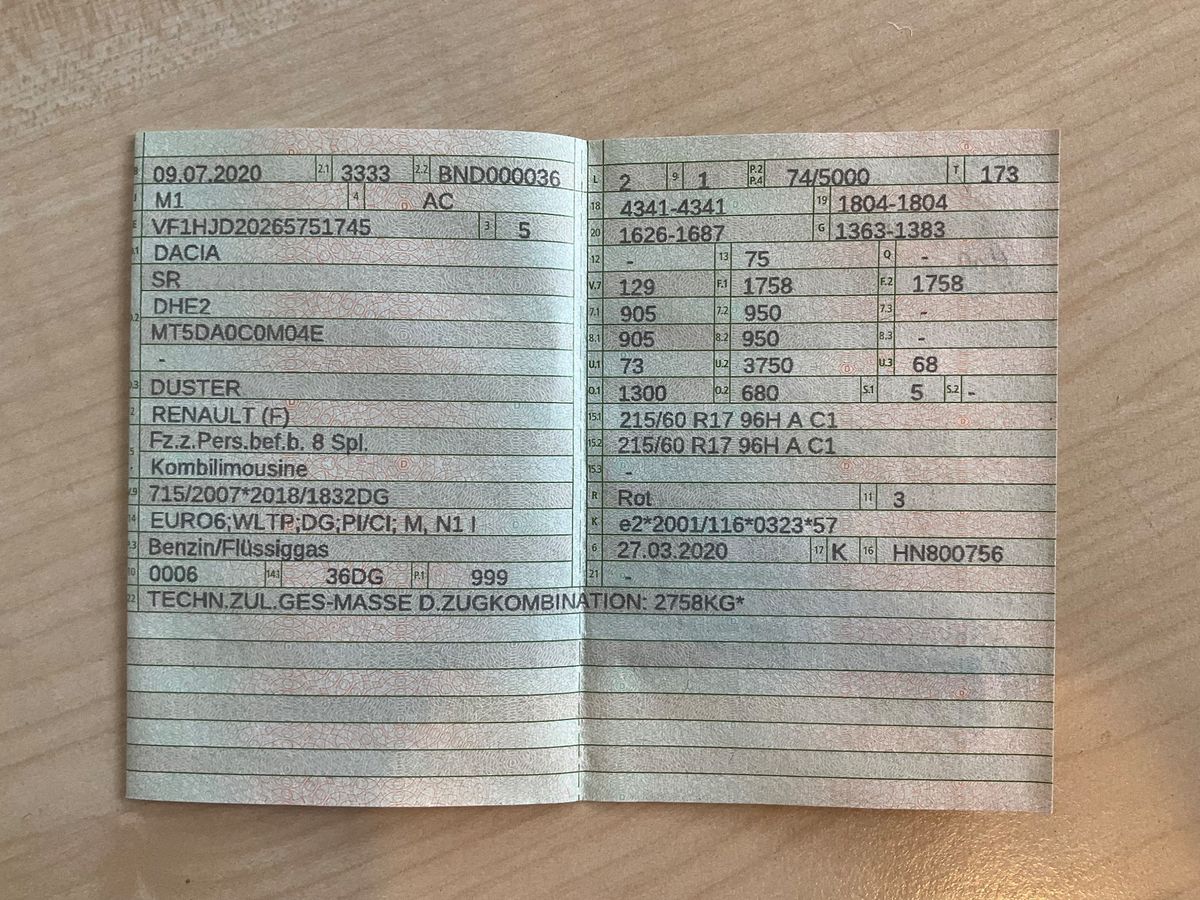 B 09.07.2020 2.1 3333 2.2 BND000036
J M1 4 AC
E VF1HJD20265751745 3 5
DACIA
SR
DHE2
MT5DA0C0M04E
-
DUSTER
2 RENAULT (F)
5 Fz.z.Pers.bef.b. 8 Spl.
Kombilimousine
V.9 715/2007*2018/1832DG
14 EURO6;WLTP;DG;PI/CI; M, N1 I
Benzin/Flüssiggas
10 0006 14.1 36DG P.1 999
22 TECHN.ZUL.GES-MASSE D.ZUGKOMBINATION: 2758KG*
L 2 9 1 P.2 P.4 74/5000 T 173
18 4341-4341 19 1804-1804
20 1626-1687 G 1363-1383
12 - 13 75 Q -
V.7 129 F.1 1758 F.2 1758
7.1 905 7.2 950 7.3 -
8.1 905 8.2 950 8.3 -
U.1 73 U.2 3750 U.3 68
O.1 1300 O.2 680 S.1 5 S.2 -
15.1 215/60 R17 96H A C1
15.2 215/60 R17 96H A C1
15.3 -
R Rot 11 3
K e2*2001/116*0323*57
6 27.03.2020 17 K 16 HN800756
21 -